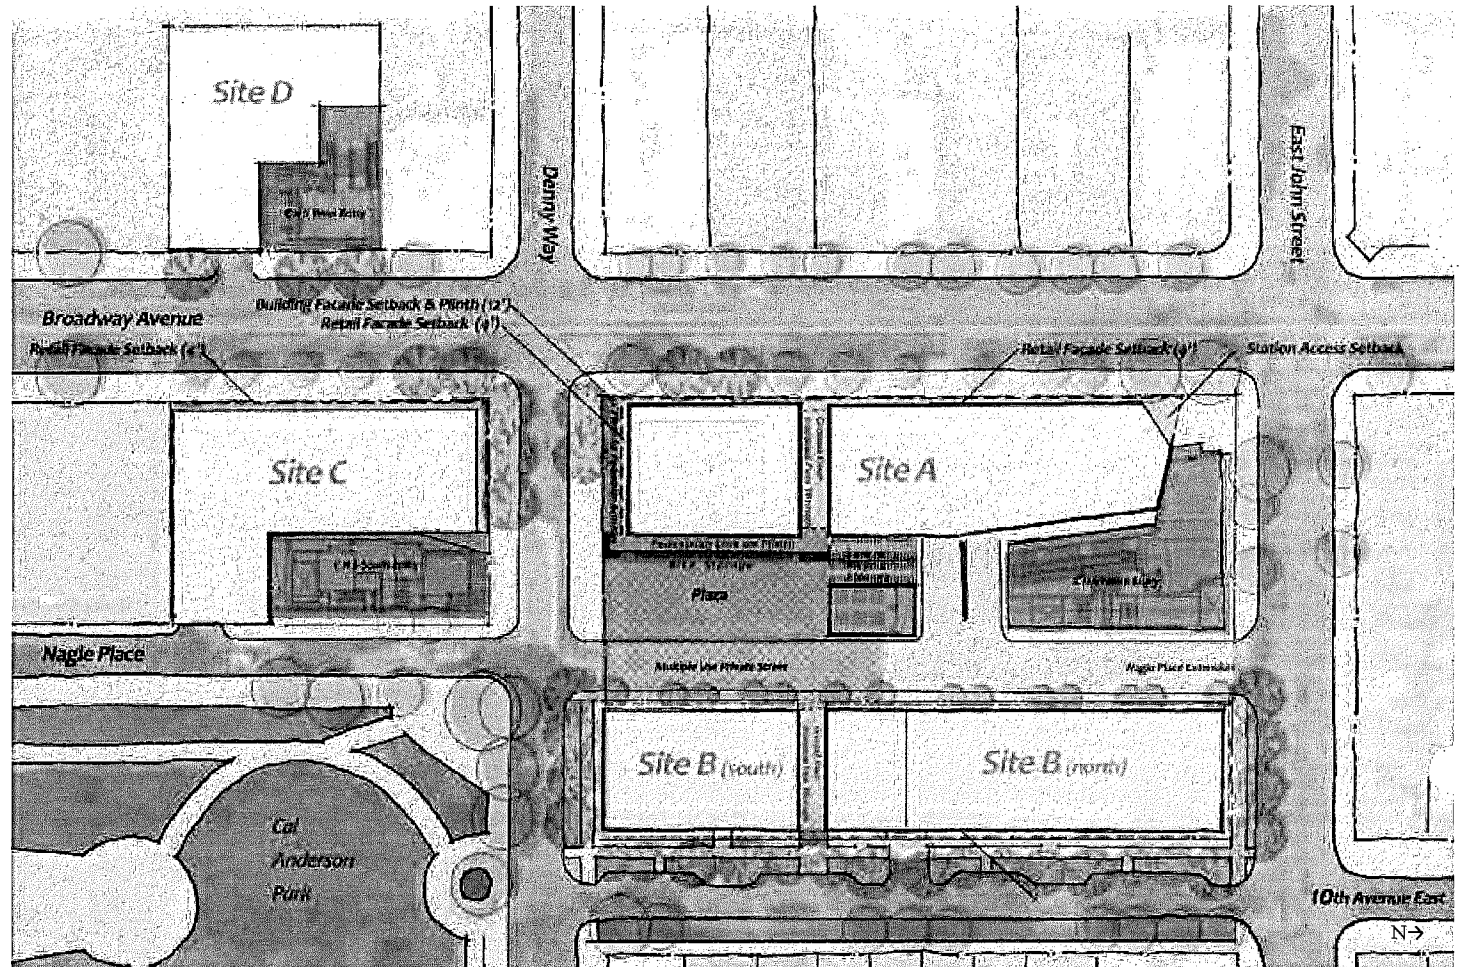 Site D
Denny Way
East John Street
Building Facade Setback & Plinth (12')
Broadway Avenue
Retail Facade Setback (4')
Retail Facade Setback (4')
Retail Facade Setback (4')
Station Access Setback
Site C
Site A
Plaza
Nagle Place
Multiple Use Private Street
Nagle Place Extension
Site B (south)
Site B (north)
Cal
Anderson
Park
10th Avenue East
N→